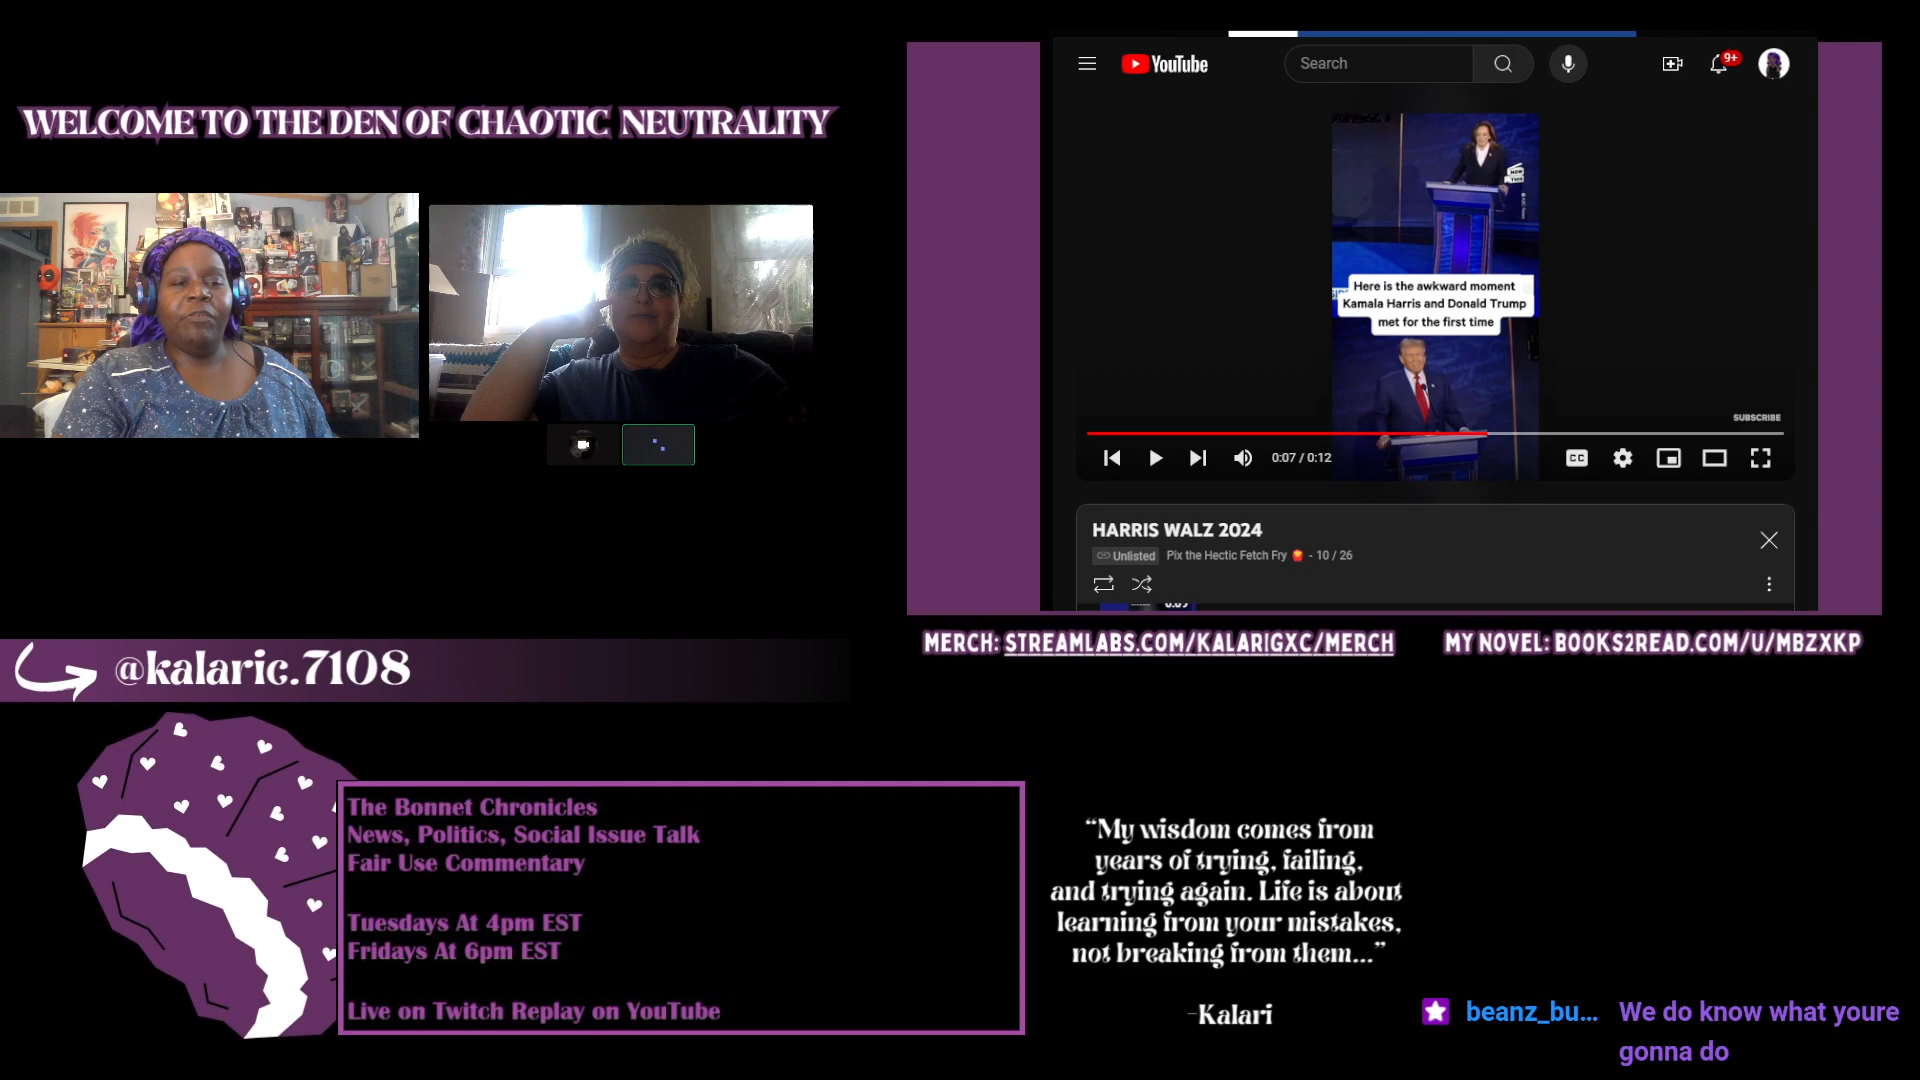 WELCOME TO THE DEN OF CHAOTIC NEUTRALITY
YouTube
Search
9+
NOW
THIS
Here is the awkward moment
Kamala Harris and Donald Trump
met for the first time
SUBSCRIBE
0:07 / 0:12
CC
HARRIS WALZ 2024
Unlisted
Pix the Hectic Fetch Fry 🍟 - 10 / 26
MERCH: STREAMLABS.COM/KALARIGXC/MERCH
MY NOVEL: BOOKS2READ.COM/U/MBZXKP
@kalaric.7108
The Bonnet Chronicles
News, Politics, Social Issue Talk
Fair Use Commentary
Tuesdays At 4pm EST
Fridays At 6pm EST
Live on Twitch Replay on YouTube
“My wisdom comes from
years of trying, failing,
and trying again. Life is about
learning from your mistakes,
not breaking from them...”
-Kalari
beanz_bu... We do know what youre
gonna do